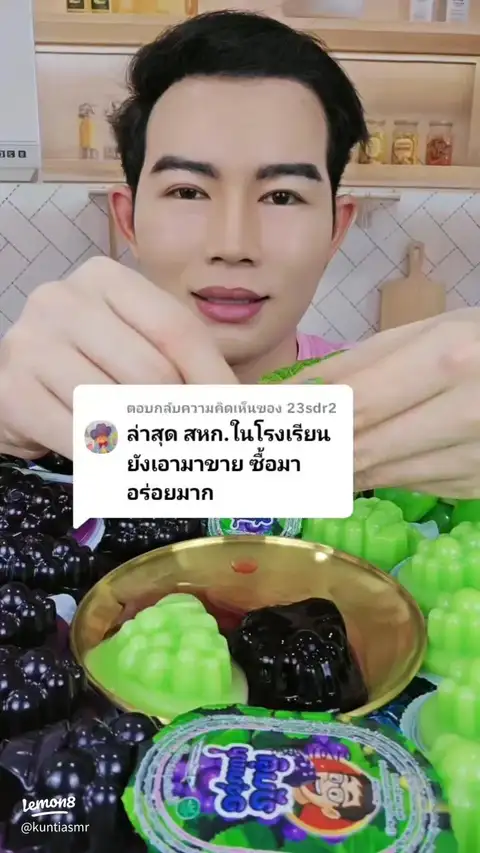 ตอบกลับความคิดเห็นของ 23sdr2
ล่าสุด สหก.ในโรงเรียน
ยังเอามาขาย ซื้อมา
อร่อยมาก
lemon8
@kuntiasmr